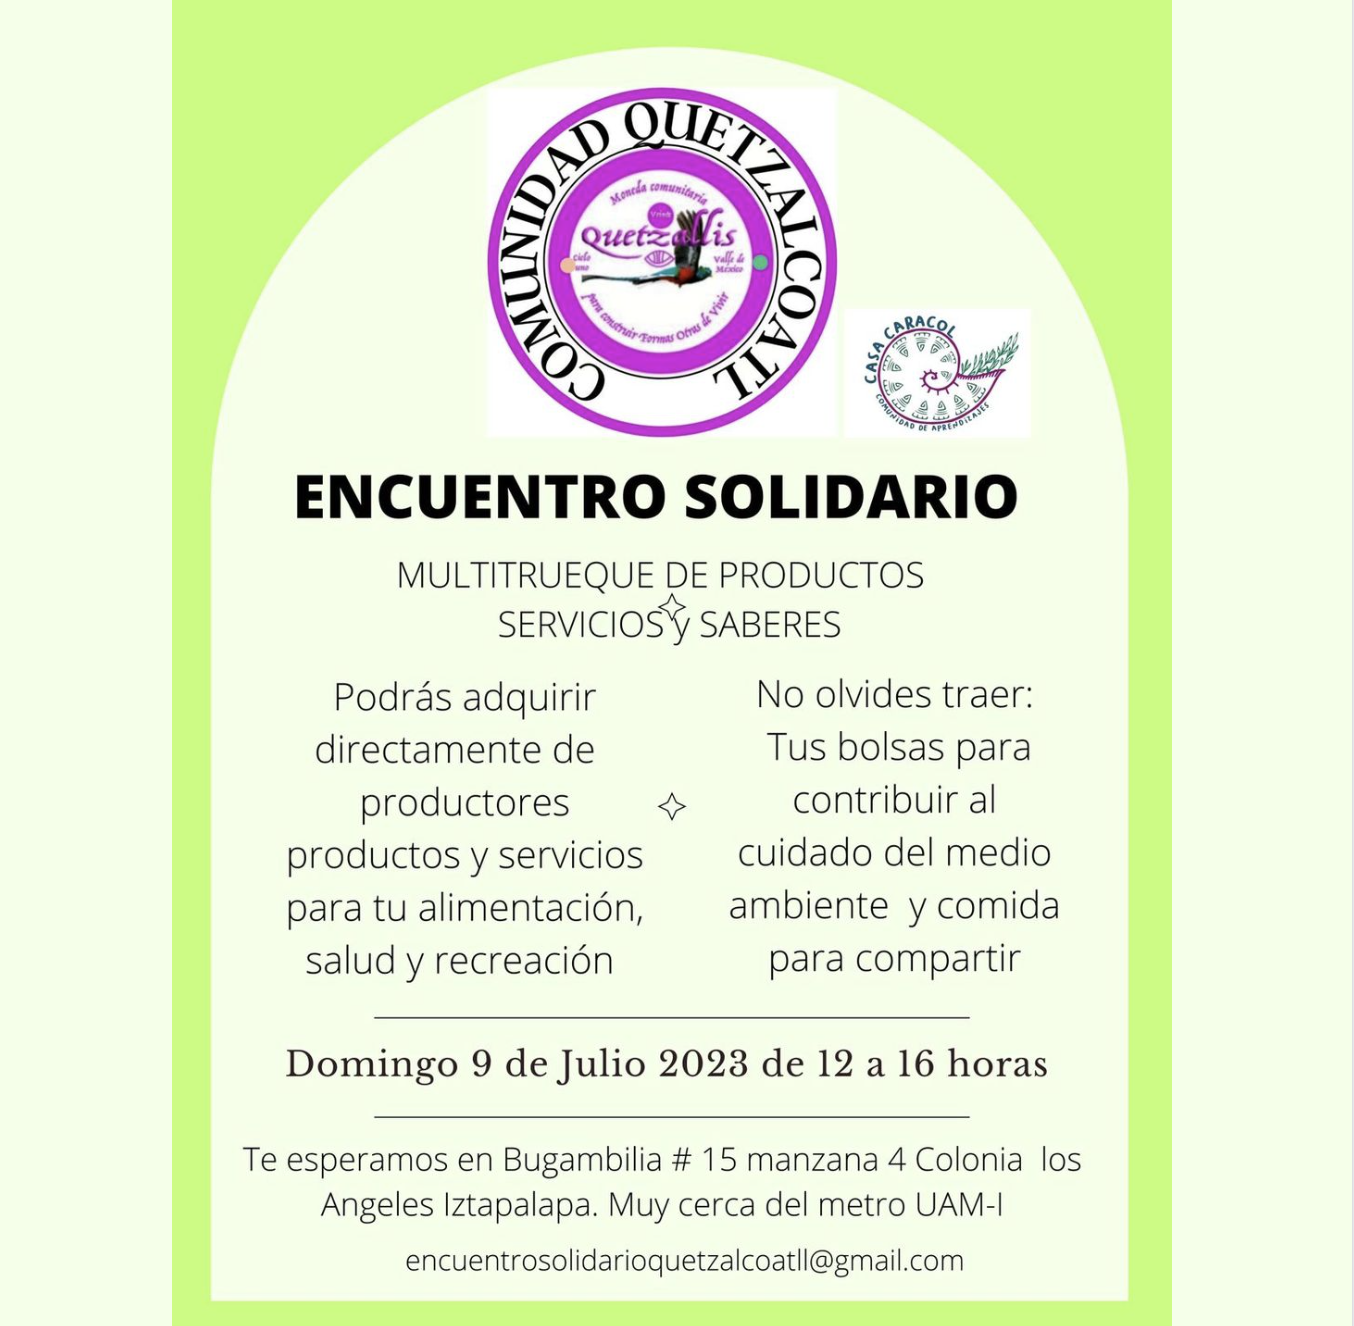 COMUNIDAD QUETZALCOATL
Moneda comunitaria
Vivir
Quetzallis
Ciclo
uno
Valle de
México
para construir Formas Otras de Vivir
CASA CARACOL
COMUNIDAD DE APRENDIZAJES
ENCUENTRO SOLIDARIO
MULTITRUEQUE DE PRODUCTOS
SERVICIOS y SABERES
Podrás adquirir
directamente de
productores
productos y servicios
para tu alimentación,
salud y recreación
No olvides traer:
Tus bolsas para
contribuir al
cuidado del medio
ambiente  y comida
para compartir
Domingo 9 de Julio 2023 de 12 a 16 horas
Te esperamos en Bugambilia # 15 manzana 4 Colonia  los
Angeles Iztapalapa. Muy cerca del metro UAM-I
encuentrosolidarioquetzalcoatll@gmail.com